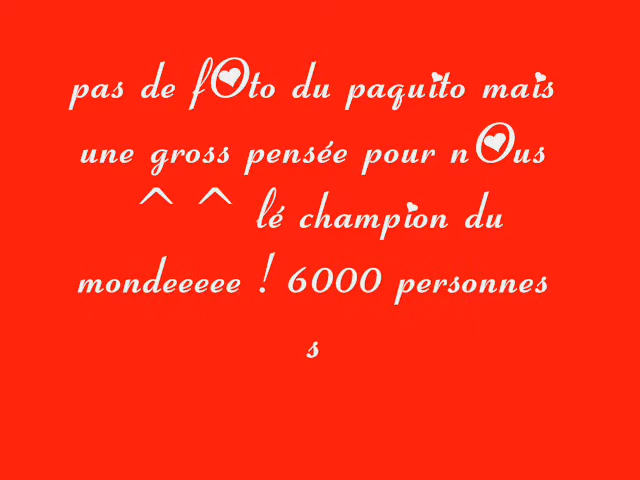 pas de fOto du paquito mais
une gross pensée pour nOus
^ ^ lé champion du
mondeeeee ! 6000 personnes
s